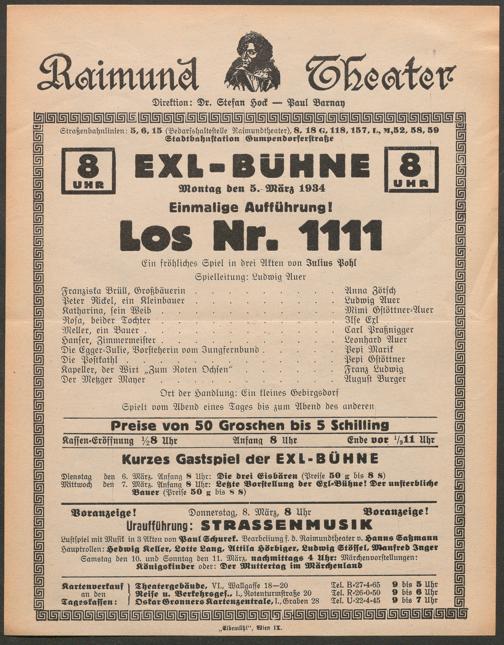 Raimund Theater
Direktion: Dr. Stefan Hock — Paul Barnay
Straßenbahnlinien: 5, 6, 15 (Bedarfshaltestelle Raimundtheater), 8, 18 G, 118, 157, L, M, 52, 58, 59
Stadtbahnstation Gumpendorferstraße
8 UHR EXL-BÜHNE 8 UHR
Montag den 5. März 1934
Einmalige Aufführung!
Los Nr. 1111
Ein fröhliches Spiel in drei Akten von Julius Pohl
Spielleitung: Ludwig Auer
Franziska Brüll, Großbäuerin . . . . . Anna Zötsch
Peter Rickel, ein Kleinbauer . . . . . Ludwig Auer
Katharina, sein Weib . . . . . Mimi Gstöttner-Auer
Rosa, beider Tochter . . . . . Ilse Exl
Meller, ein Bauer . . . . . Carl Praßnigger
Hanser, Zimmermeister . . . . . Leonhard Auer
Die Egger-Julie, Vorsteherin vom Jungfernbund . . . . . Pepi Marik
Die Postkathl . . . . . Pepi Gstöttner
Kapeller, der Wirt „Zum Roten Ochsen“ . . . . . Franz Ludwig
Der Metzger Mayer . . . . . August Burger
Ort der Handlung: Ein kleines Gebirgsdorf
Spielt vom Abend eines Tages bis zum Abend des anderen
Preise von 50 Groschen bis 5 Schilling
Kassen-Eröffnung ½8 Uhr Anfang 8 Uhr Ende vor ½11 Uhr
Kurzes Gastspiel der EXL-BÜHNE
Dienstag den 6. März, Anfang 8 Uhr: Die drei Eisbären (Preise 50 g bis 8 S)
Mittwoch den 7. März, Anfang 8 Uhr: Letzte Vorstellung der Exl-Bühne! Der unsterbliche
Bauer (Preise 50 g bis 8 S)
Voranzeige! Donnerstag, 8. März, 8 Uhr Voranzeige!
Uraufführung: STRASSENMUSIK
Lustspiel mit Musik in 3 Akten von Paul Schurek. Bearbeitung f. d. Raimundtheater v. Hanns Saßmann
Hauptrollen: Hedwig Keller, Lotte Lang, Attila Hörbiger, Ludwig Stössel, Manfred Inger
Samstag den 10. und Sonntag den 11. März, nachmittags 4 Uhr: Märchenvorstellungen:
Königskinder oder: Der Muttertag im Märchenland
Kartenverkauf Theatergebäude, VI., Wallgasse 18—20 Tel. B-27-4-65 9 bis 5 Uhr
an den Reise u. Verkehrsges., I., Rotenturmstraße 20 Tel. R-26-0-50 9 bis 6 Uhr
Tageskassen: Oskar Gronners Kartenzentrale, I., Graben 28 Tel. U-22-4-45 9 bis 7 Uhr
„Elbemühl“, Wien IX.